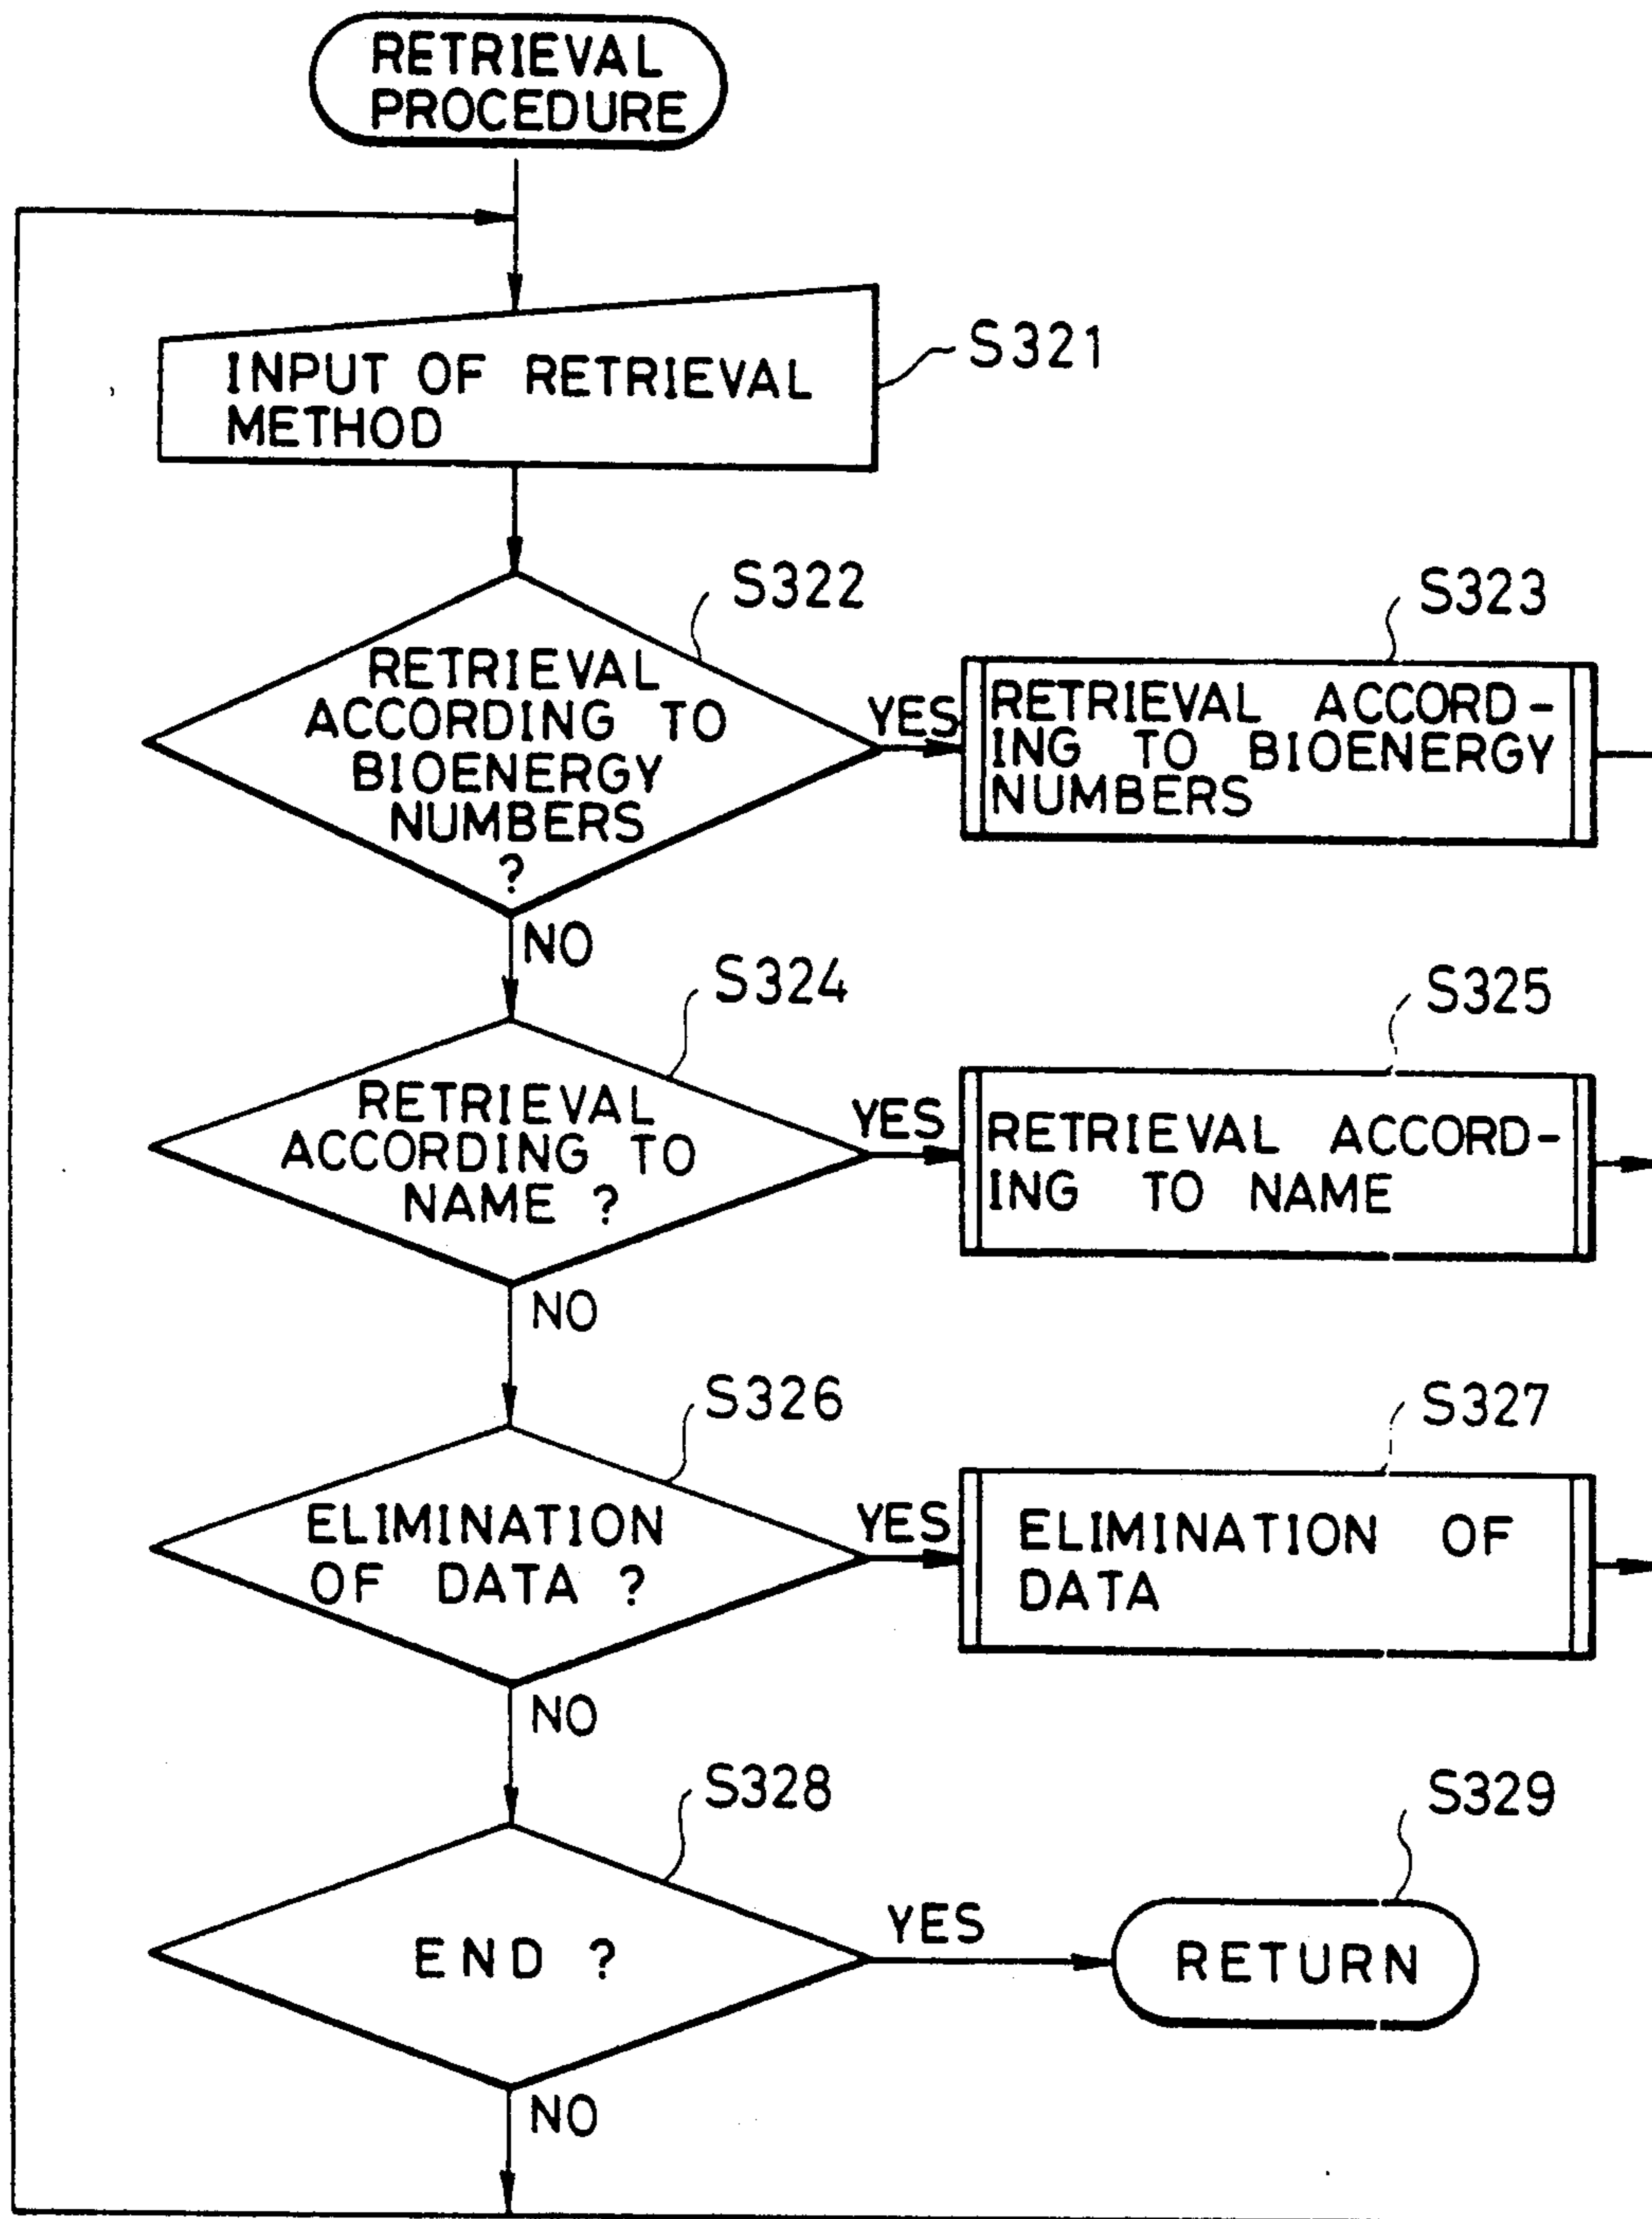 RETRIEVAL
PROCEDURE
S321
INPUT OF RETRIEVAL
METHOD
S322
RETRIEVAL
ACCORDING TO
BIOENERGY
NUMBERS
?
YES
NO
S323
RETRIEVAL ACCORD-
ING TO BIOENERGY
NUMBERS
S324
RETRIEVAL
ACCORDING TO
NAME ?
YES
NO
S325
RETRIEVAL ACCORD-
ING TO NAME
S326
ELIMINATION
OF DATA ?
YES
NO
S327
ELIMINATION OF
DATA
S328
END ?
YES
NO
S329
RETURN